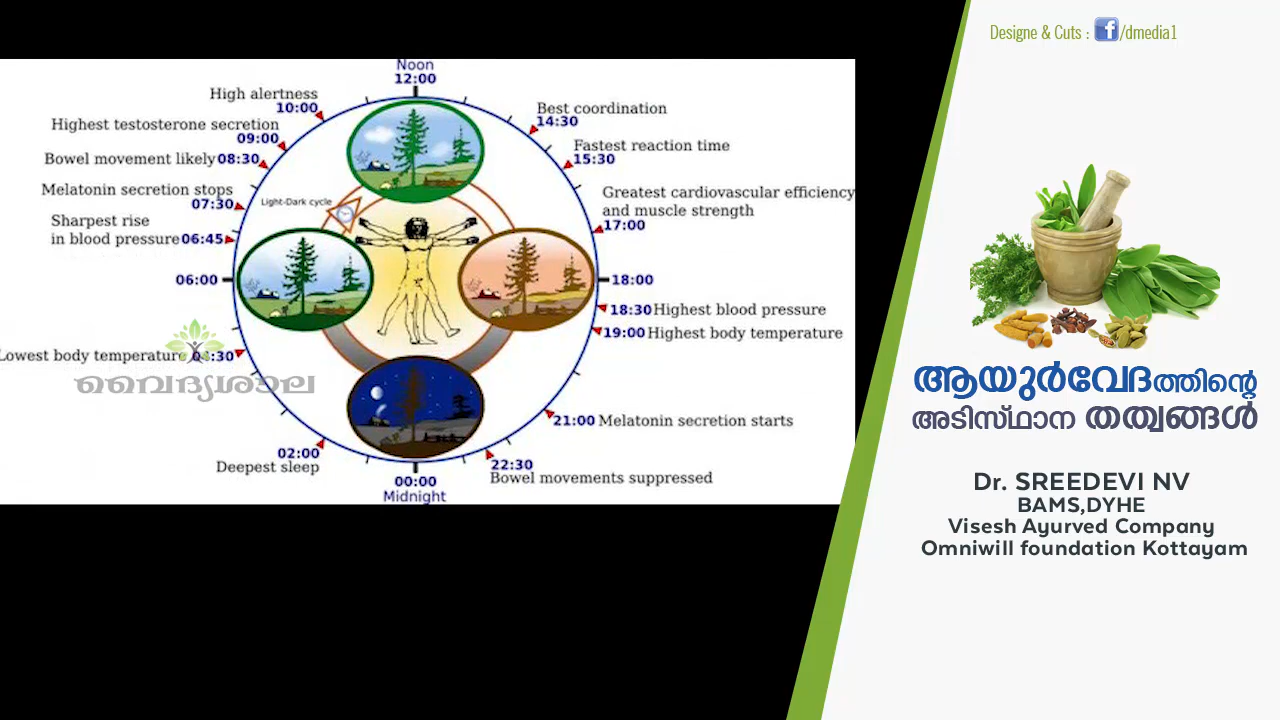 Designe & Cuts : f/dmedia1
Noon
12:00
High alertness
10:00
Highest testosterone secretion
09:00
Bowel movement likely 08:30
Melatonin secretion stops
07:30
Sharpest rise
in blood pressure 06:45
06:00
Lowest body temperature 04:30
വൈദ്യശാല
02:00
Deepest sleep
00:00
Midnight
Light-Dark cycle
Best coordination
14:30
Fastest reaction time
15:30
Greatest cardiovascular efficiency
and muscle strength
17:00
18:00
18:30 Highest blood pressure
19:00 Highest body temperature
21:00 Melatonin secretion starts
22:30
Bowel movements suppressed
ആയുർവേദത്തിന്റെ
അടിസ്ഥാന തത്വങ്ങൾ
Dr. SREEDEVI NV
BAMS,DYHE
Visesh Ayurved Company
Omniwill foundation Kottayam